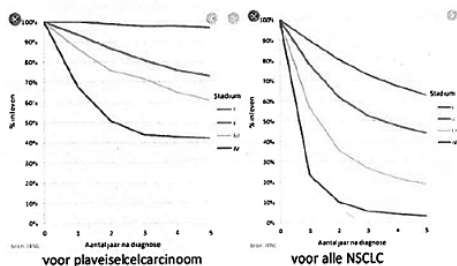 100%
90%
80%
70%
60%
50%
40%
30%
20%
10%
0%
% in leven
0 1 2 3 4 5
Aantal jaar na diagnose
Stadium
I
II
III
IV
voor plaveiselcelcarcinoom
100%
90%
80%
70%
60%
50%
40%
30%
20%
10%
0%
% in leven
0 1 2 3 4 5
Aantal jaar na diagnose
Stadium
I
II
IV
voor alle NSCLC